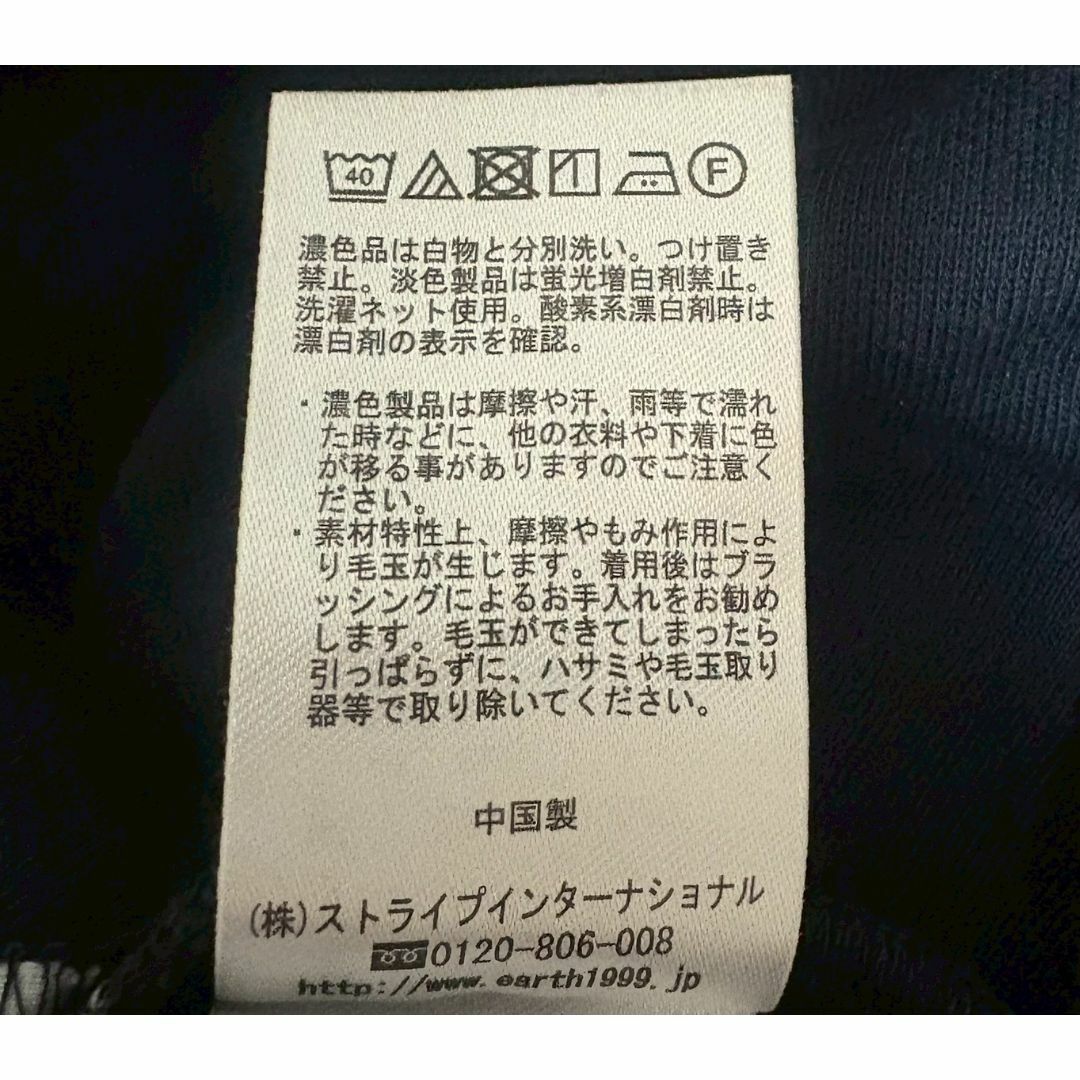 40
F
濃色品は白物と分別洗い。つけ置き
禁止。淡色製品は蛍光増白剤禁止。
洗濯ネット使用。酸素系漂白剤時は
漂白剤の表示を確認。
・濃色製品は摩擦や汗、雨等で濡れ
た時などに、他の衣料や下着に色
が移る事がありますのでご注意く
ださい。
・素材特性上、摩擦やもみ作用によ
り毛玉が生じます。着用後はブラ
ッシングによるお手入れをお勧め
します。毛玉ができてしまったら
引っぱらずに、ハサミや毛玉取り
器等で取り除いてください。
中国製
(株)ストライプインターナショナル
0120-806-008
http://www.earth1999.jp